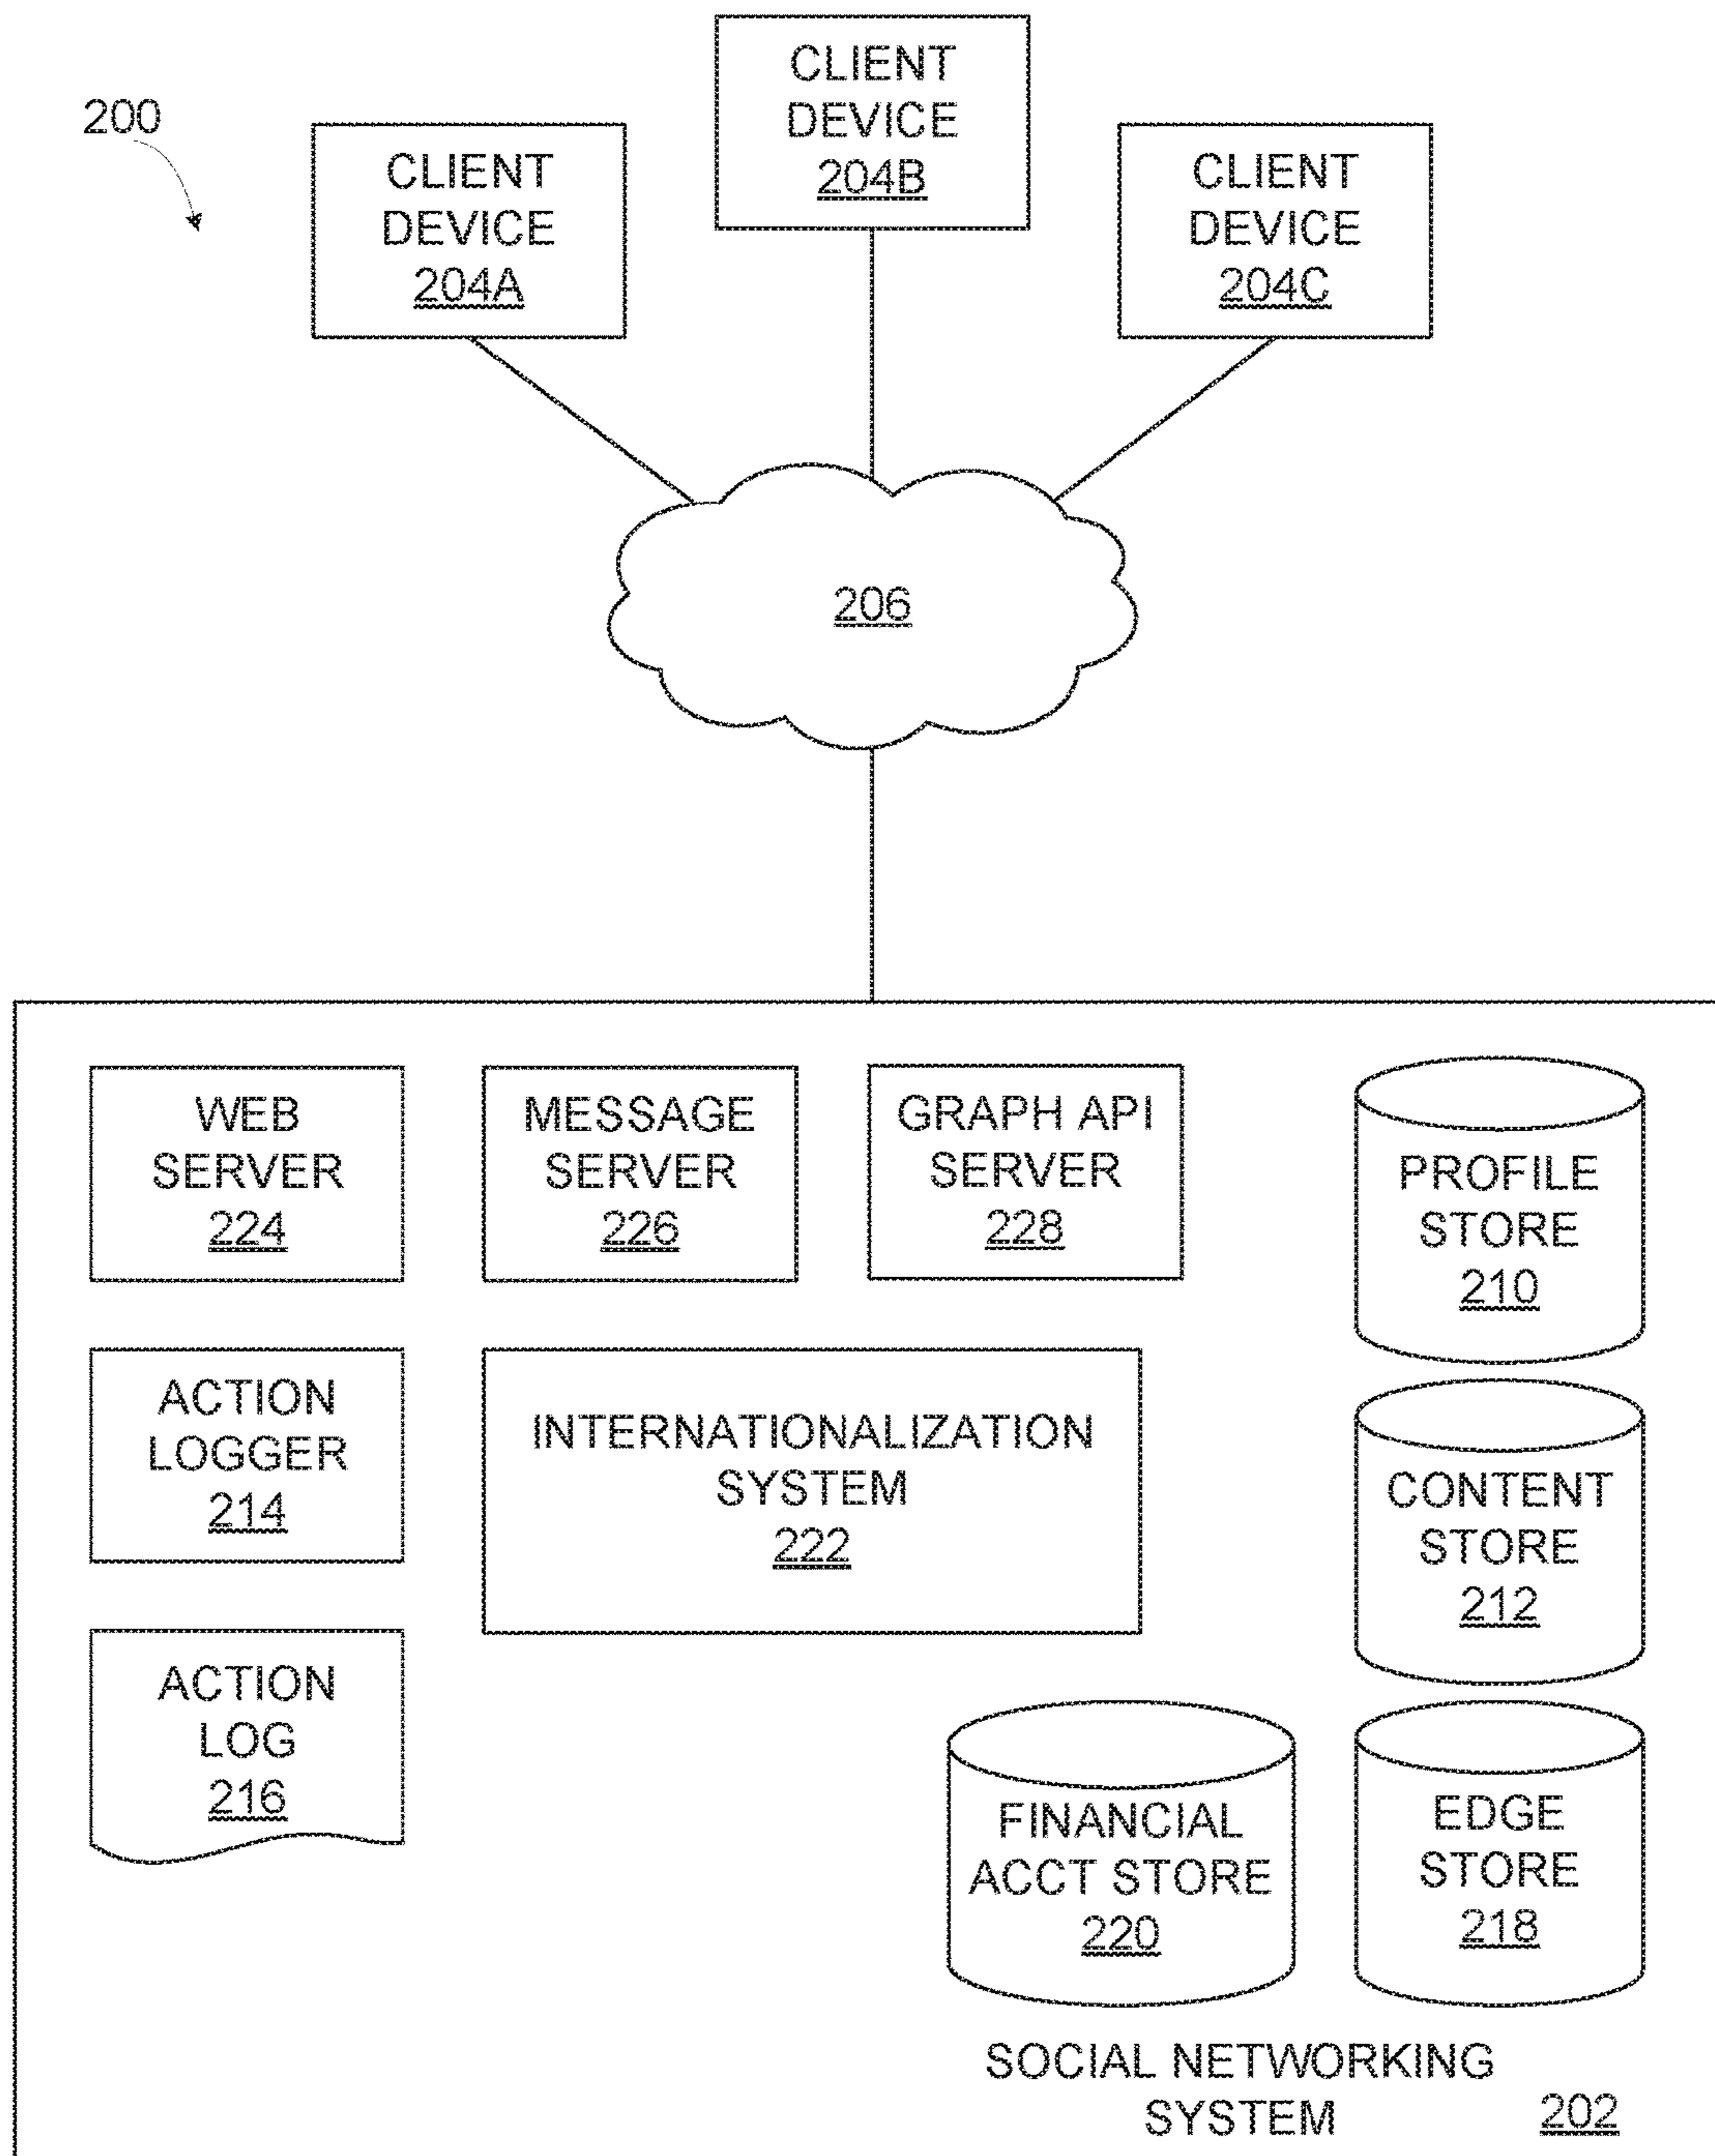 200
CLIENT
DEVICE
204A
CLIENT
DEVICE
204B
CLIENT
DEVICE
204C
206
WEB
SERVER
224
MESSAGE
SERVER
226
GRAPH API
SERVER
228
PROFILE
STORE
210
ACTION
LOGGER
214
INTERNATIONALIZATION
SYSTEM
222
CONTENT
STORE
212
ACTION
LOG
216
FINANCIAL
ACCT STORE
220
EDGE
STORE
218
SOCIAL NETWORKING
SYSTEM
202